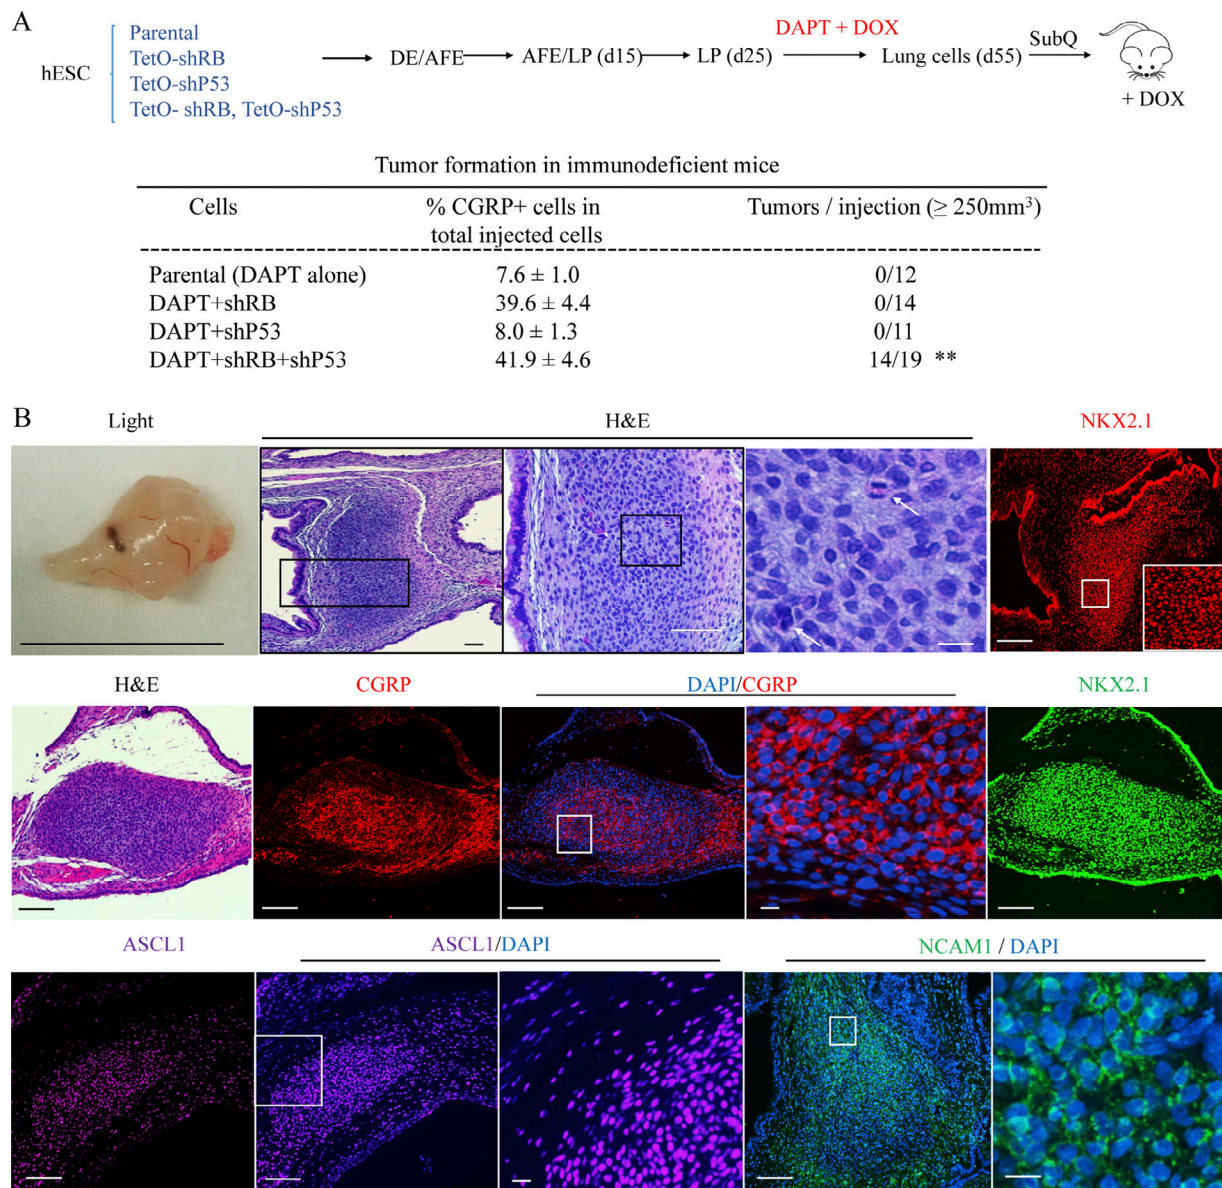 A
hESC
Parental
TetO-shRB
TetO-shP53
TetO- shRB, TetO-shP53
DE/AFE
AFE/LP (d15)
LP (d25)
DAPT + DOX
Lung cells (d55)
SubQ
+ DOX
Tumor formation in immunodeficient mice
Cells % CGRP+ cells in total injected cells Tumors / injection (≥ 250mm³)
Parental (DAPT alone) 7.6 ± 1.0 0/12
DAPT+shRB 39.6 ± 4.4 0/14
DAPT+shP53 8.0 ± 1.3 0/11
DAPT+shRB+shP53 41.9 ± 4.6 14/19 **
B
Light H&E NKX2.1
H&E CGRP DAPI/CGRP NKX2.1
ASCL1 ASCL1/DAPI NCAM1 / DAPI